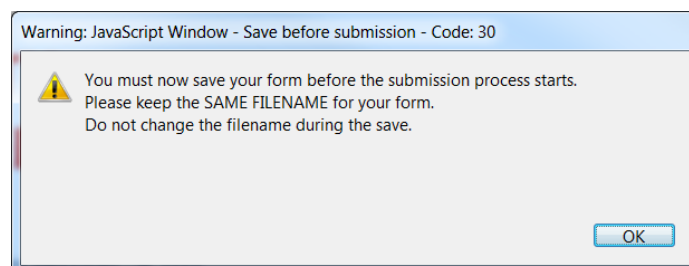 Warning: JavaScript Window - Save before submission - Code: 30
You must now save your form before the submission process starts.
Please keep the SAME FILENAME for your form.
Do not change the filename during the save.
OK